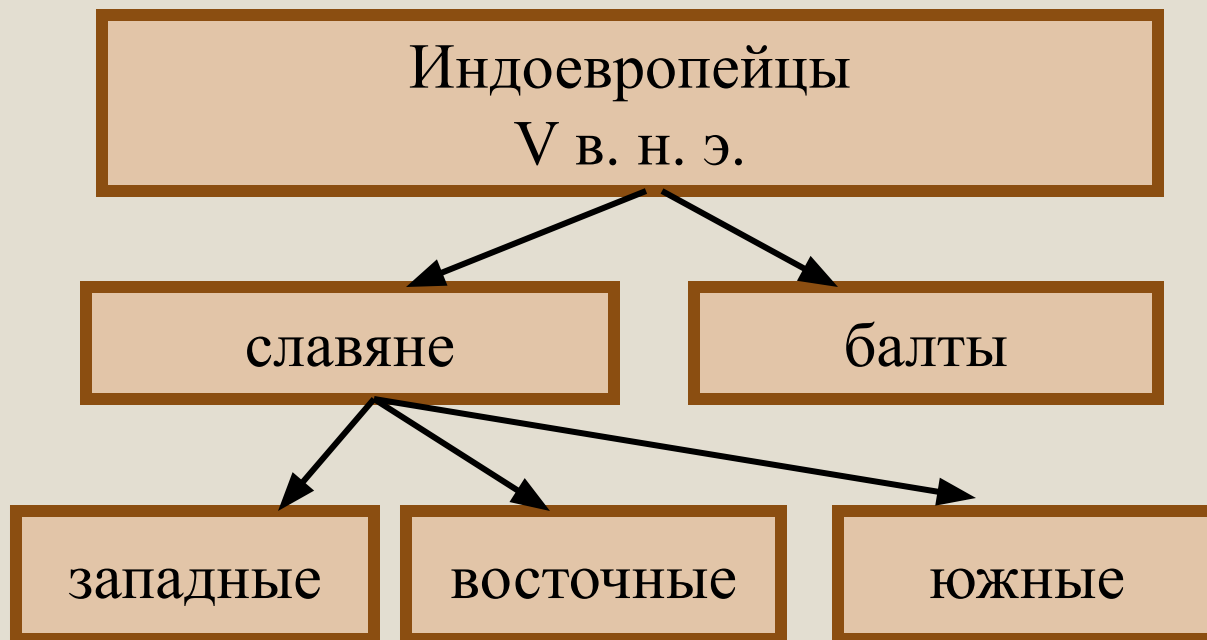 Индоевропейцы
V в. н. э.
славяне
балты
западные
восточные
южные